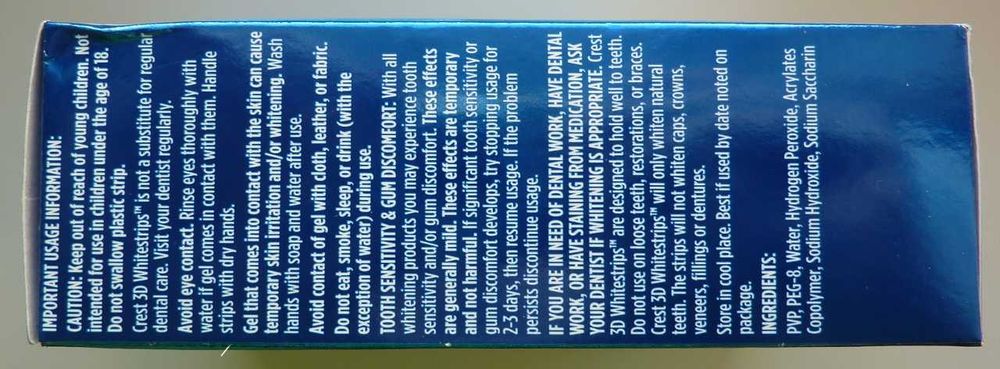 IMPORTANT USAGE INFORMATION:
CAUTION: Keep out of reach of young children. Not
intended for use in children under the age of 18.
Do not swallow plastic strip.
Crest 3D Whitestrips™ is not a substitute for regular
dental care. Visit your dentist regularly.
Avoid eye contact. Rinse eyes thoroughly with
water if gel comes in contact with them. Handle
strips with dry hands.
Gel that comes into contact with the skin can cause
temporary skin irritation and/or whitening. Wash
hands with soap and water after use.
Avoid contact of gel with cloth, leather, or fabric.
Do not eat, smoke, sleep, or drink (with the
exception of water) during use.
TOOTH SENSITIVITY & GUM DISCOMFORT: With all
whitening products you may experience tooth
sensitivity and/or gum discomfort. These effects
are generally mild. These effects are temporary
and not harmful. If significant tooth sensitivity or
gum discomfort develops, try stopping usage for
2-3 days, then resume usage. If the problem
persists discontinue usage.
IF YOU ARE IN NEED OF DENTAL WORK, HAVE DENTAL
WORK, OR HAVE STAINING FROM MEDICATION, ASK
YOUR DENTIST IF WHITENING IS APPROPRIATE. Crest
3D Whitestrips™ are designed to hold well to teeth.
Do not use on loose teeth, restorations, or braces.
Crest 3D Whitestrips™ will only whiten natural
teeth. The strips will not whiten caps, crowns,
veneers, fillings or dentures.
Store in cool place. Best if used by date noted on
package.
INGREDIENTS:
PVP, PEG-8, Water, Hydrogen Peroxide, Acrylates
Copolymer, Sodium Hydroxide, Sodium Saccharin